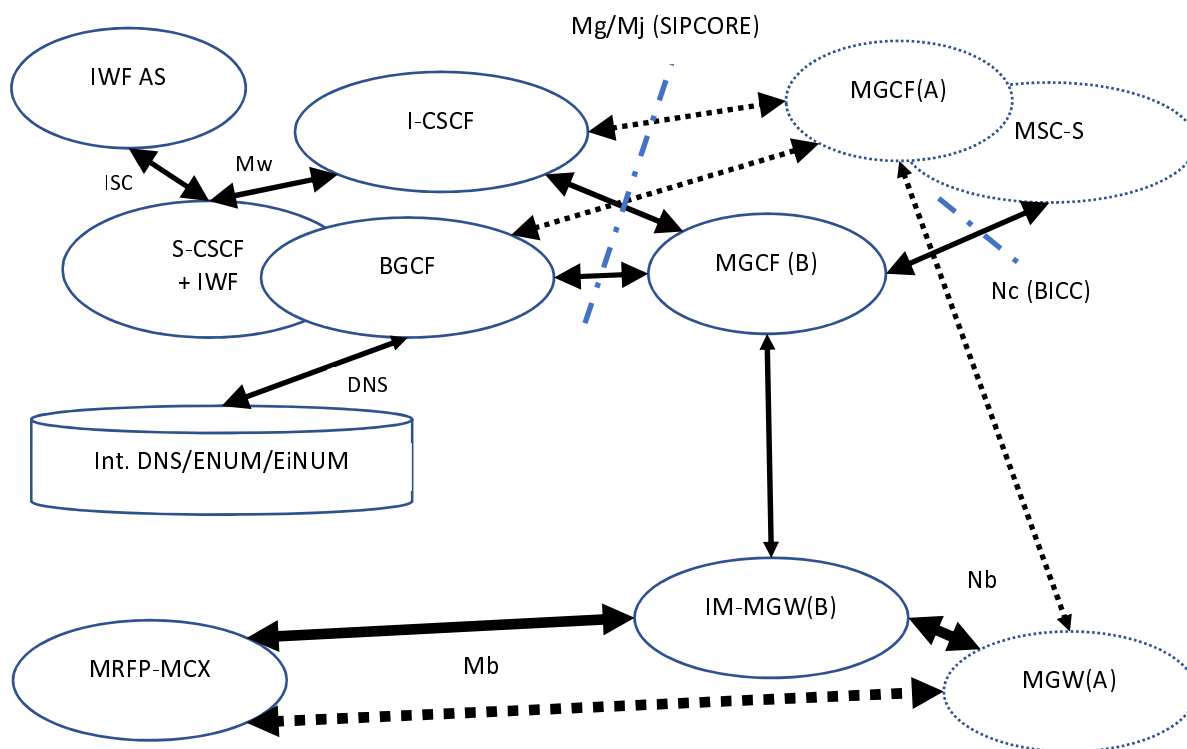 Mg/Mj (SIPCORE)
IWF AS
MGCF(A)
I-CSCF
MSC-S
Mw
ISC
S-CSCF
+ IWF
BGCF
MGCF (B)
Nc (BICC)
DNS
Int. DNS/ENUM/EiNUM
Nb
IM-MGW(B)
MRFP-MCX
Mb
MGW(A)